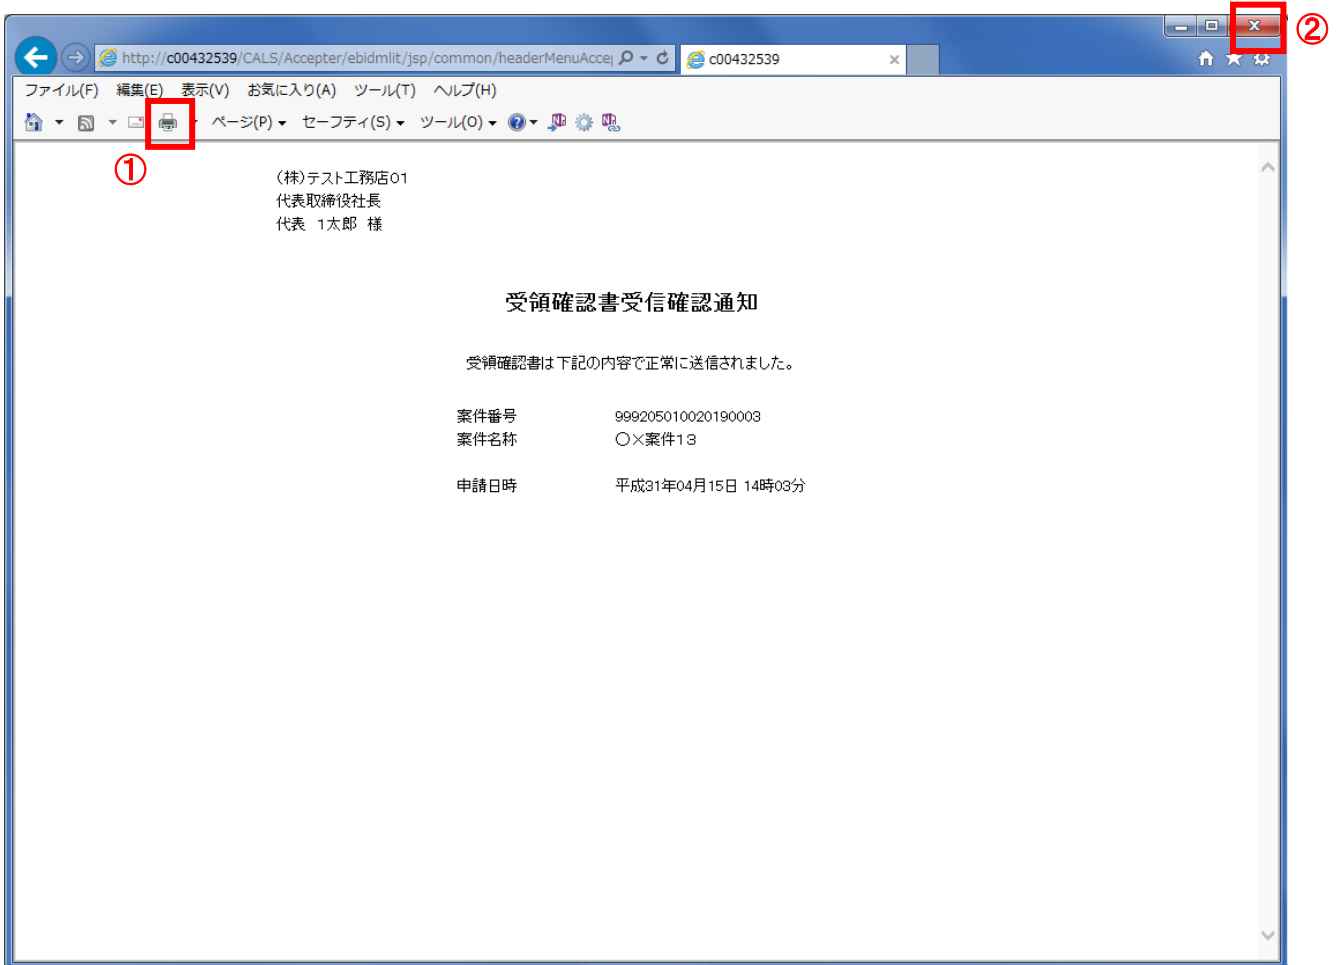 ②
http://c00432539/CALS/Accepter/ebidmlit/jsp/common/headerMenuAccep
c00432539
ファイル(F) 編集(E) 表示(V) お気に入り(A) ツール(T) ヘルプ(H)
ページ(P) セーフティ(S) ツール(O)
①
(株)テスト工務店01
代表取締役社長
代表 1太郎 様
受領確認書受信確認通知
受領確認書は下記の内容で正常に送信されました。
案件番号 999205010020190003
案件名称 〇×案件13
申請日時 平成31年04月15日 14時03分